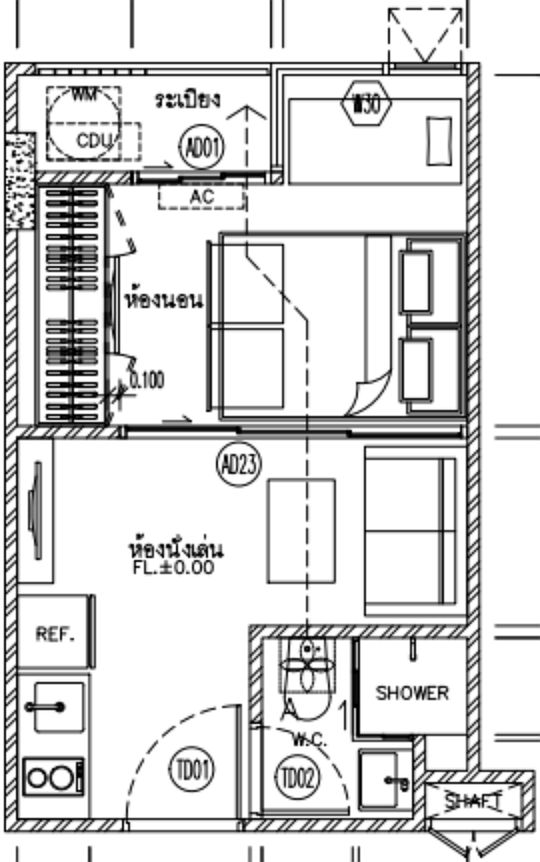 WM
ระเบียง
W30
CDU
AD01
AC
ห้องนอน
0.100
AD23
ห้องนั่งเล่น
FL.±0.00
REF.
SHOWER
W.C.
TD01
TD02
SHAFT